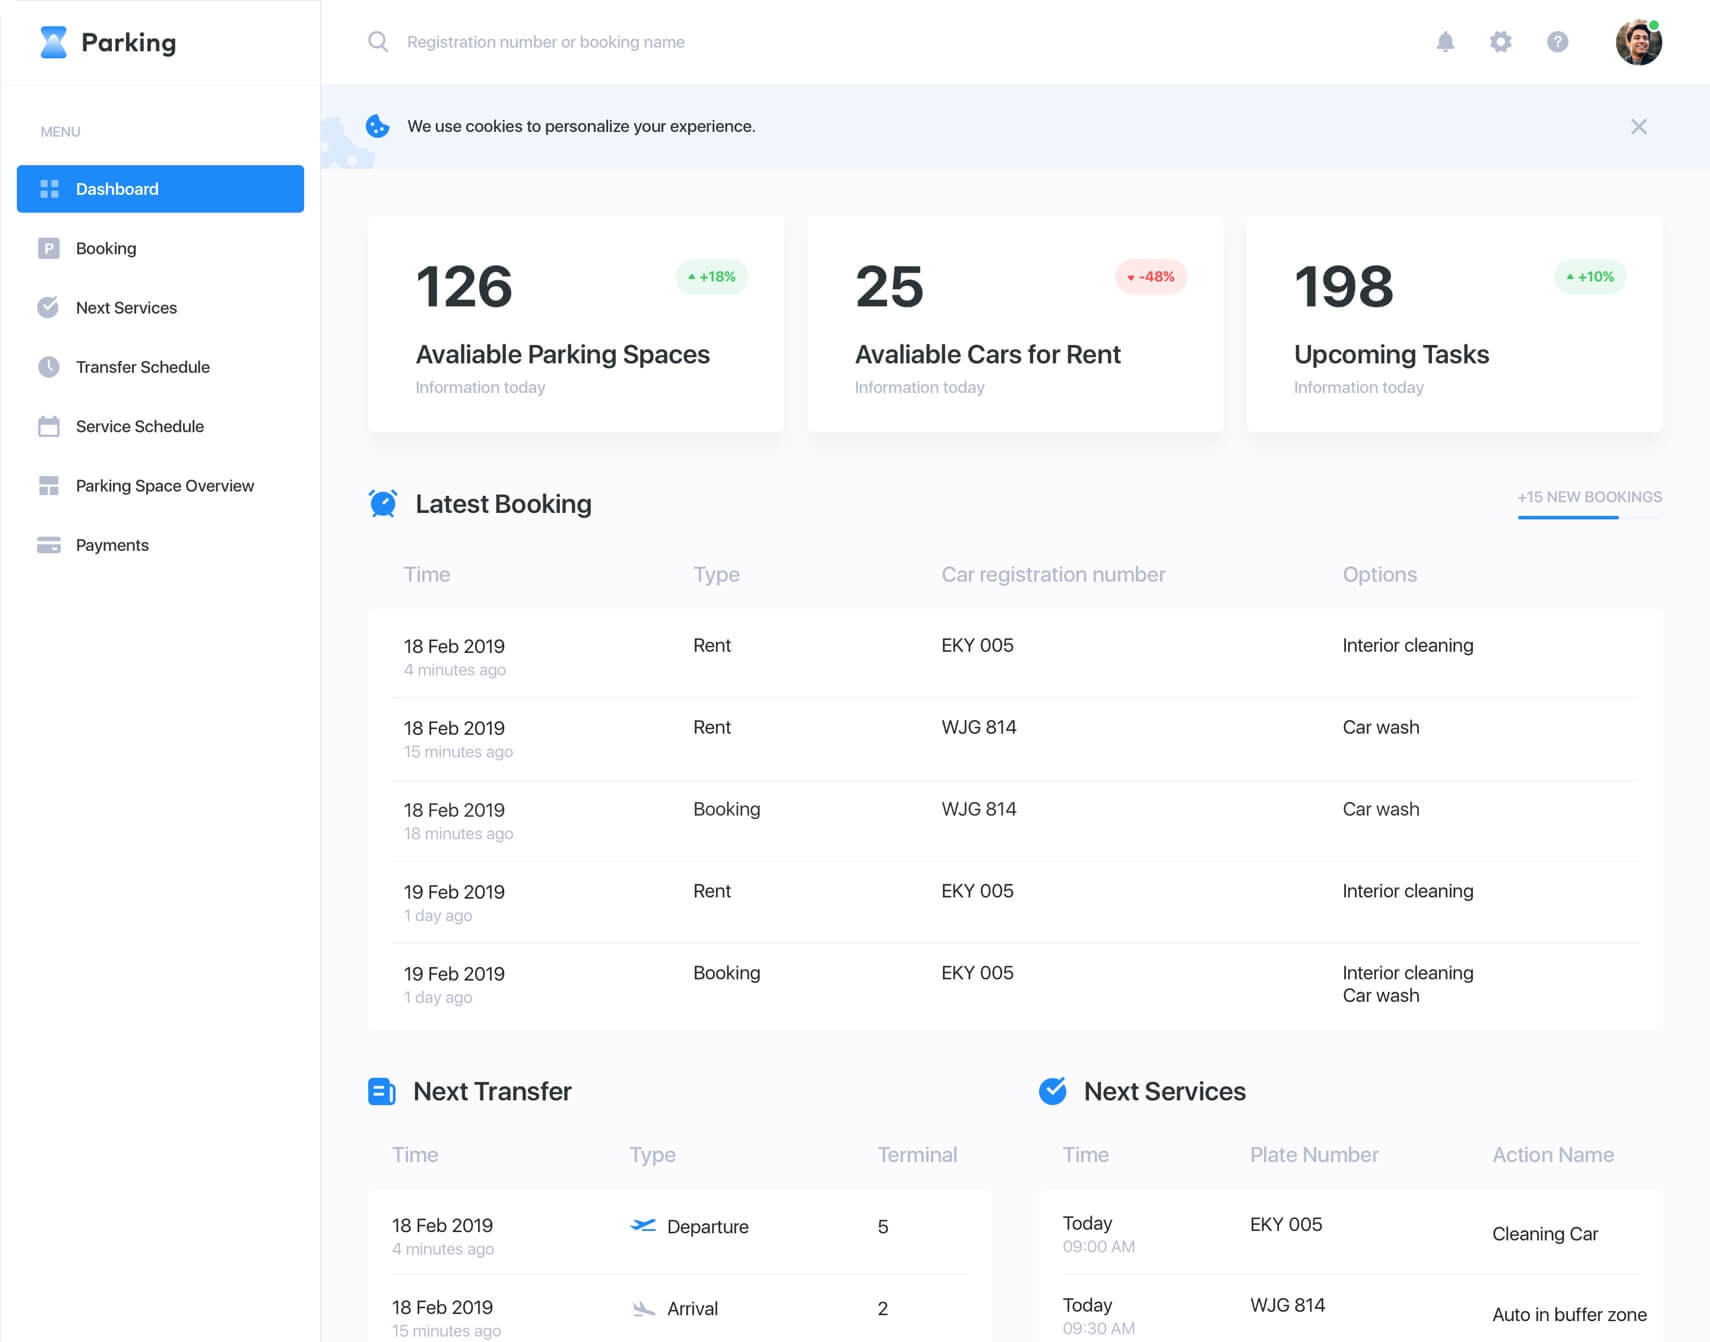 Parking
Registration number or booking name
MENU
Dashboard
Booking
Next Services
Transfer Schedule
Service Schedule
Parking Space Overview
Payments
We use cookies to personalize your experience.
126
+18%
Avaliable Parking Spaces
Information today
25
-48%
Avaliable Cars for Rent
Information today
198
+10%
Upcoming Tasks
Information today
Latest Booking
+15 NEW BOOKINGS
Time Type Car registration number Options
18 Feb 2019 Rent EKY 005 Interior cleaning
4 minutes ago
18 Feb 2019 Rent WJG 814 Car wash
15 minutes ago
18 Feb 2019 Booking WJG 814 Car wash
18 minutes ago
19 Feb 2019 Rent EKY 005 Interior cleaning
1 day ago
19 Feb 2019 Booking EKY 005 Interior cleaning
1 day ago Car wash
Next Transfer
Time Type Terminal
18 Feb 2019 Departure 5
4 minutes ago
18 Feb 2019 Arrival 2
15 minutes ago
Next Services
Time Plate Number Action Name
Today EKY 005 Cleaning Car
09:00 AM
Today WJG 814 Auto in buffer zone
09:30 AM